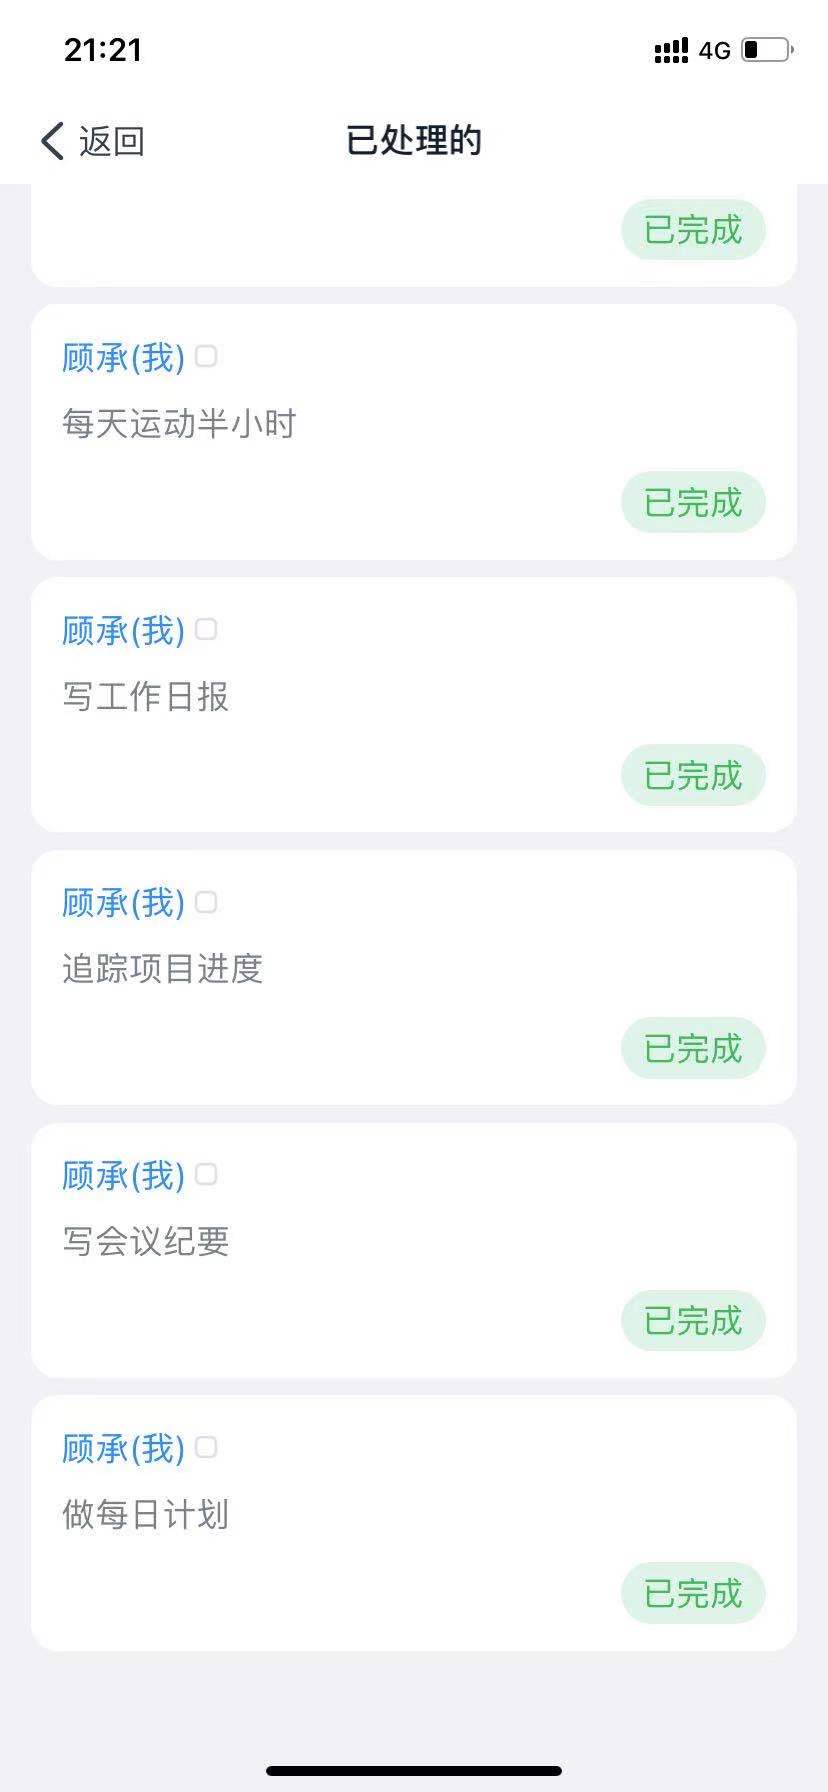 21:21
4G
返回
已处理的
已完成
顾承(我)
每天运动半小时
已完成
顾承(我)
写工作日报
已完成
顾承(我)
追踪项目进度
已完成
顾承(我)
写会议纪要
已完成
顾承(我)
做每日计划
已完成